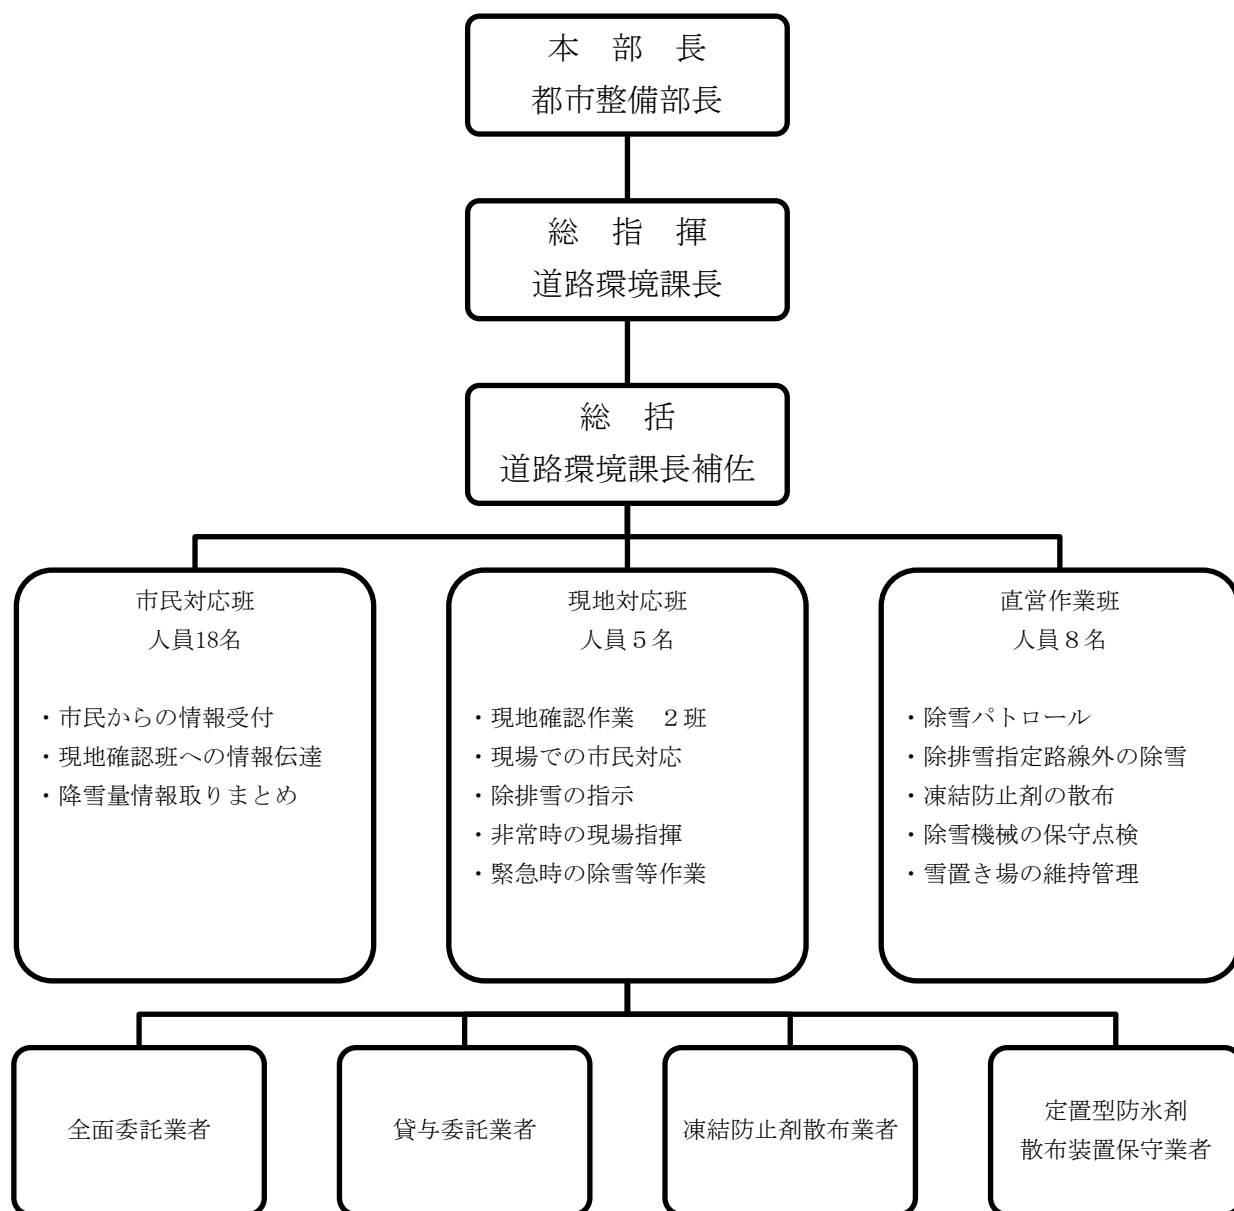 本　部　長
都市整備部長
総　指　揮
道路環境課長
総　括
道路環境課長補佐
市民対応班
人員18名
・市民からの情報受付
・現地確認班への情報伝達
・降雪量情報取りまとめ
現地対応班
人員５名
・現地確認作業　２班
・現場での市民対応
・除排雪の指示
・非常時の現場指揮
・緊急時の除雪等作業
直営作業班
人員８名
・除雪パトロール
・除排雪指定路線外の除雪
・凍結防止剤の散布
・除雪機械の保守点検
・雪置き場の維持管理
全面委託業者
貸与委託業者
凍結防止剤散布業者
定置型防氷剤
散布装置保守業者